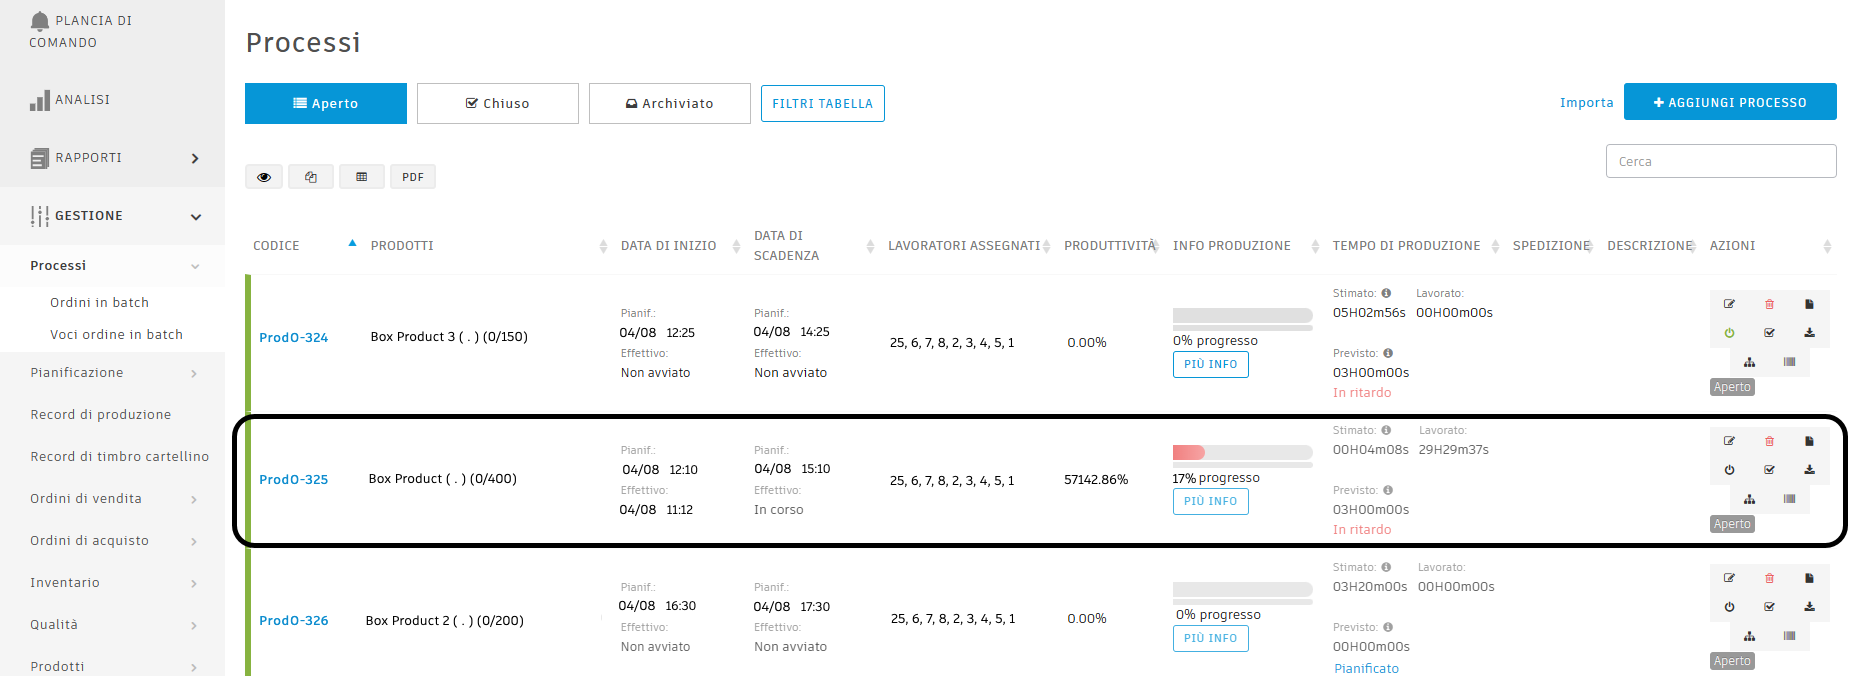 PLANCIA DI
COMANDO
ANALISI
RAPPORTI
GESTIONE
Processi
Ordini in batch
Voci ordine in batch
Pianificazione
Record di produzione
Record di timbro cartellino
Ordini di vendita
Ordini di acquisto
Inventario
Qualità
Prodotti
Processi
Aperto
Chiuso
Archiviato
FILTRI TABELLA
Importa
AGGIUNGI PROCESSO
PDF
Cerca
CODICE
PRODOTTI
DATA DI INIZIO
DATA DI
SCADENZA
LAVORATORI ASSEGNATI
PRODUTTIVITÀ
INFO PRODUZIONE
TEMPO DI PRODUZIONE
SPEDIZIONE
DESCRIZIONE
AZIONI
ProdO-324
Box Product 3 ( . ) (0/150)
Pianif.:
04/08 12:25
Effettivo:
Non avviato
Pianif.:
04/08 14:25
Effettivo:
Non avviato
25, 6, 7, 8, 2, 3, 4, 5, 1
0.00%
0% progresso
PIÙ INFO
Stimato:
05H02m56s
Lavorato:
00H00m00s
Previsto:
03H00m00s
In ritardo
Aperto
ProdO-325
Box Product ( . ) (0/400)
Pianif.:
04/08 12:10
Effettivo:
04/08 11:12
Pianif.:
04/08 15:10
Effettivo:
In corso
25, 6, 7, 8, 2, 3, 4, 5, 1
57142.86%
17% progresso
PIÙ INFO
Stimato:
00H04m08s
Lavorato:
29H29m37s
Previsto:
03H00m00s
In ritardo
Aperto
ProdO-326
Box Product 2 ( . ) (0/200)
Pianif.:
04/08 16:30
Effettivo:
Non avviato
Pianif.:
04/08 17:30
Effettivo:
Non avviato
25, 6, 7, 8, 2, 3, 4, 5, 1
0.00%
0% progresso
PIÙ INFO
Stimato:
03H20m00s
Lavorato:
00H00m00s
Previsto:
00H00m00s
Pianificato
Aperto